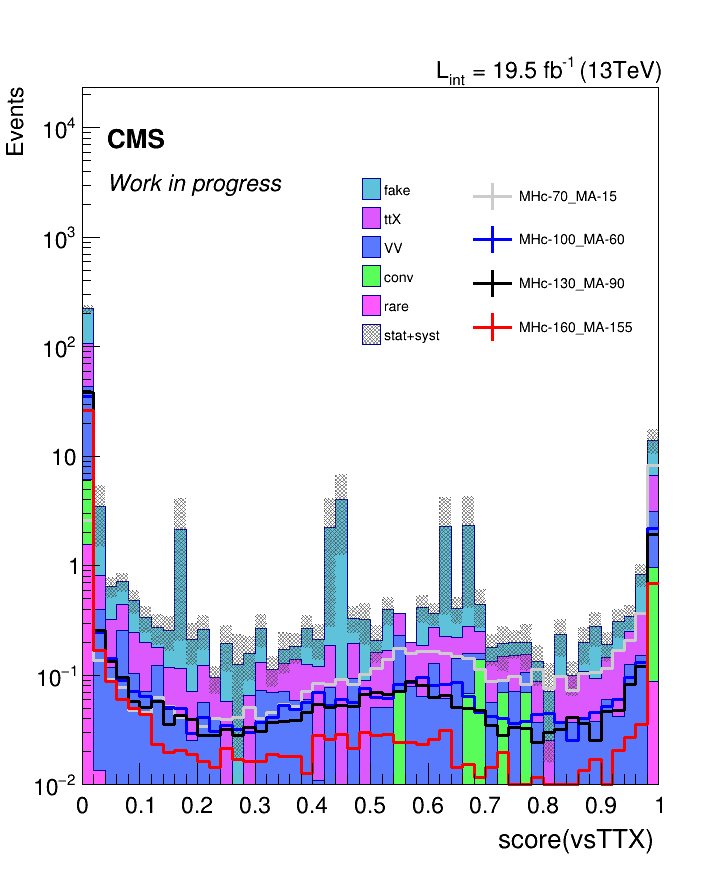 L_int = 19.5 fb^-1 (13TeV)
Events
CMS
Work in progress
fake
ttX
VV
conv
rare
stat+syst
MHc-70_MA-15
MHc-100_MA-60
MHc-130_MA-90
MHc-160_MA-155
10^4
10^3
10^2
10
1
10^-1
10^-2
0 0.1 0.2 0.3 0.4 0.5 0.6 0.7 0.8 0.9 1
score(vsTTX)